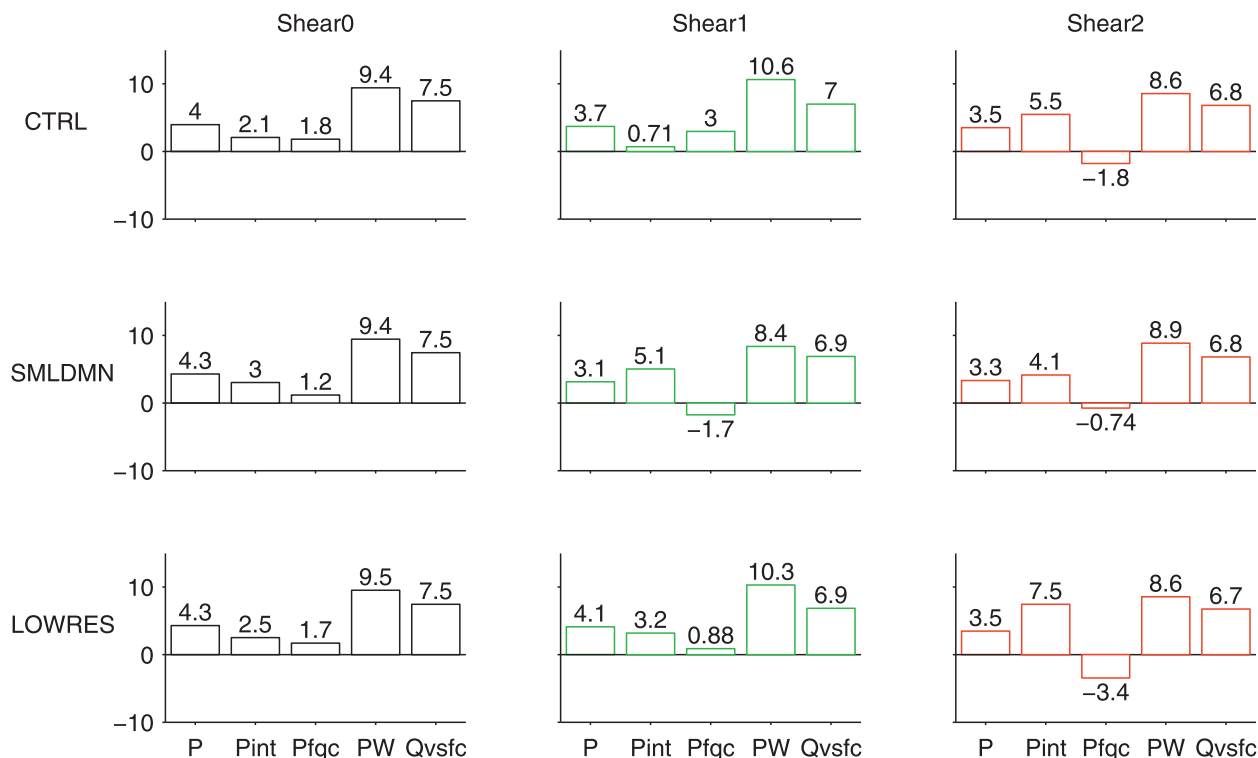 Shear0 Shear1 Shear2
CTRL
10
0
−10
4 2.1 1.8 9.4 7.5
3.7 0.71 3 10.6 7
3.5 5.5 −1.8 8.6 6.8
SMLDMN
10
0
−10
4.3 3 1.2 9.4 7.5
3.1 5.1 −1.7 8.4 6.9
3.3 4.1 −0.74 8.9 6.8
LOWRES
10
0
−10
4.3 2.5 1.7 9.5 7.5
4.1 3.2 0.88 10.3 6.9
3.5 7.5 −3.4 8.6 6.7
P Pint Pfqc PW Qvsfc
P Pint Pfqc PW Qvsfc
P Pint Pfqc PW Qvsfc